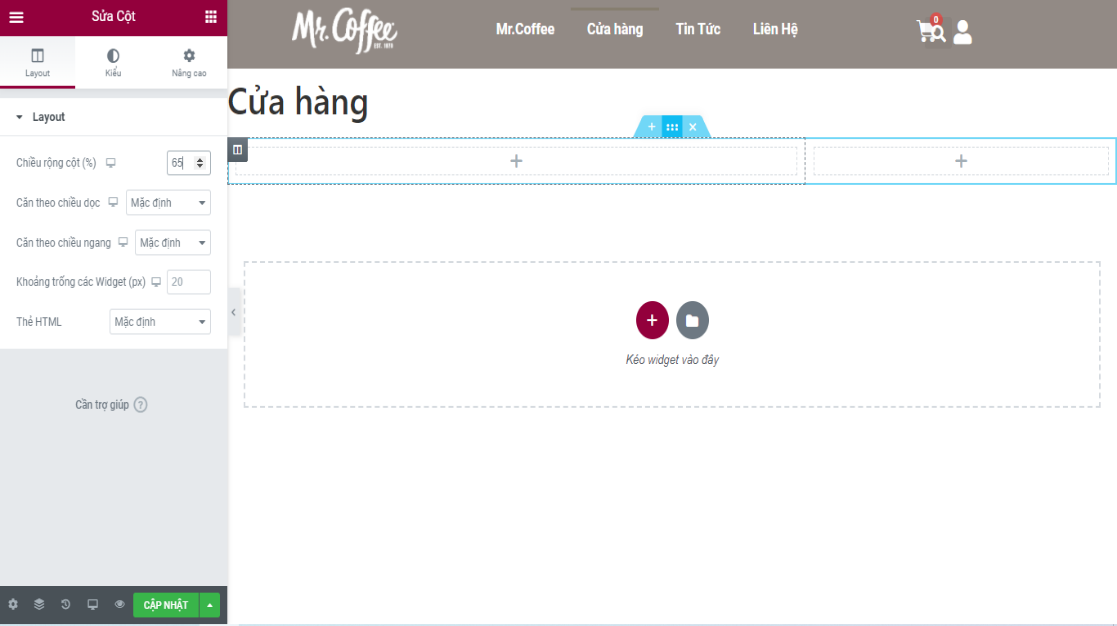 Sửa Cột
Layout
Kiểu
Nâng cao
Layout
Chiều rộng cột (%)
65
Căn theo chiều dọc
Mặc định
Căn theo chiều ngang
Mặc định
Khoảng trống các Widget (px)
20
Thẻ HTML
Mặc định
Cần trợ giúp ?
CẬP NHẬT
Mr. Coffee
EST. 1970
Mr.Coffee
Cửa hàng
Tin Tức
Liên Hệ
0
Cửa hàng
Kéo widget vào đây